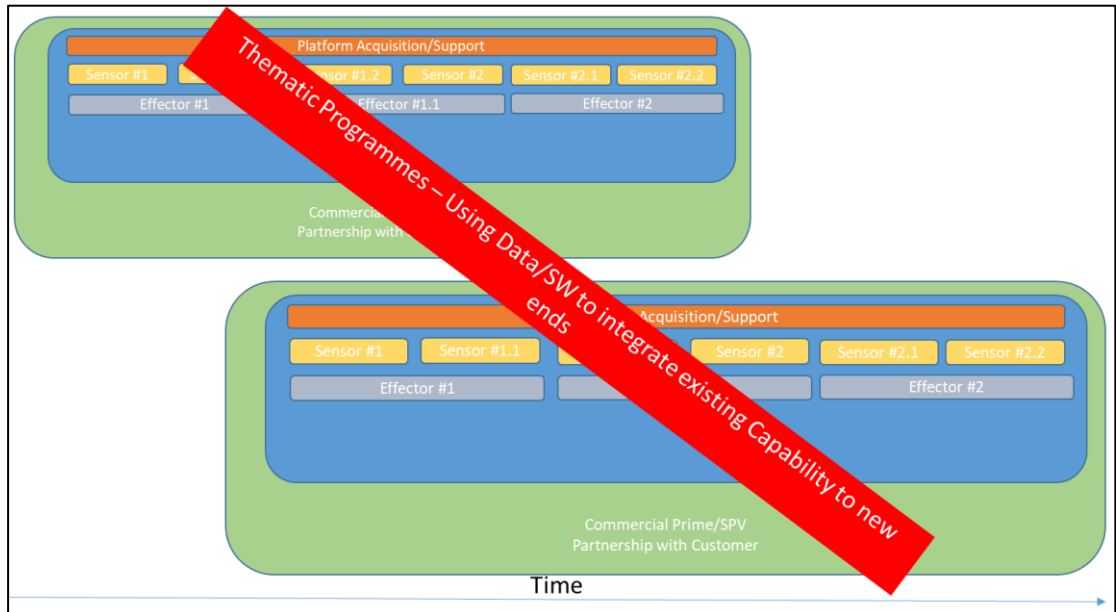 Platform Acquisition/Support
Sensor #1
Sensor #1.2
Sensor #2
Sensor #2.1
Sensor #2.2
Effector #1
Effector #1.1
Effector #2
Commercial
Partnership with
Thematic Programmes – Using Data/SW to integrate existing Capability to new
ends
Acquisition/Support
Sensor #1
Sensor #1.1
Sensor #2
Sensor #2.1
Sensor #2.2
Effector #1
Effector #2
Commercial Prime/SPV
Partnership with Customer
Time